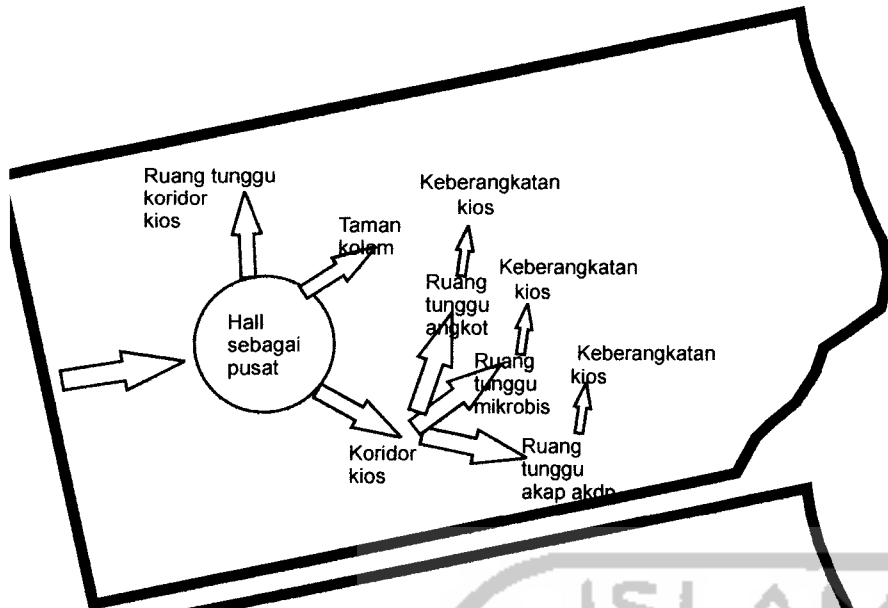 Ruang tunggu
koridor
kios
Taman
kolam
Keberangkatan
kios
Hall
sebagai
pusat
Ruang
tunggu
angkot
Keberangkatan
kios
Ruang
tunggu
mikrobis
Keberangkatan
kios
Koridor
kios
Ruang
tunggu
akap akdp
ISLAM